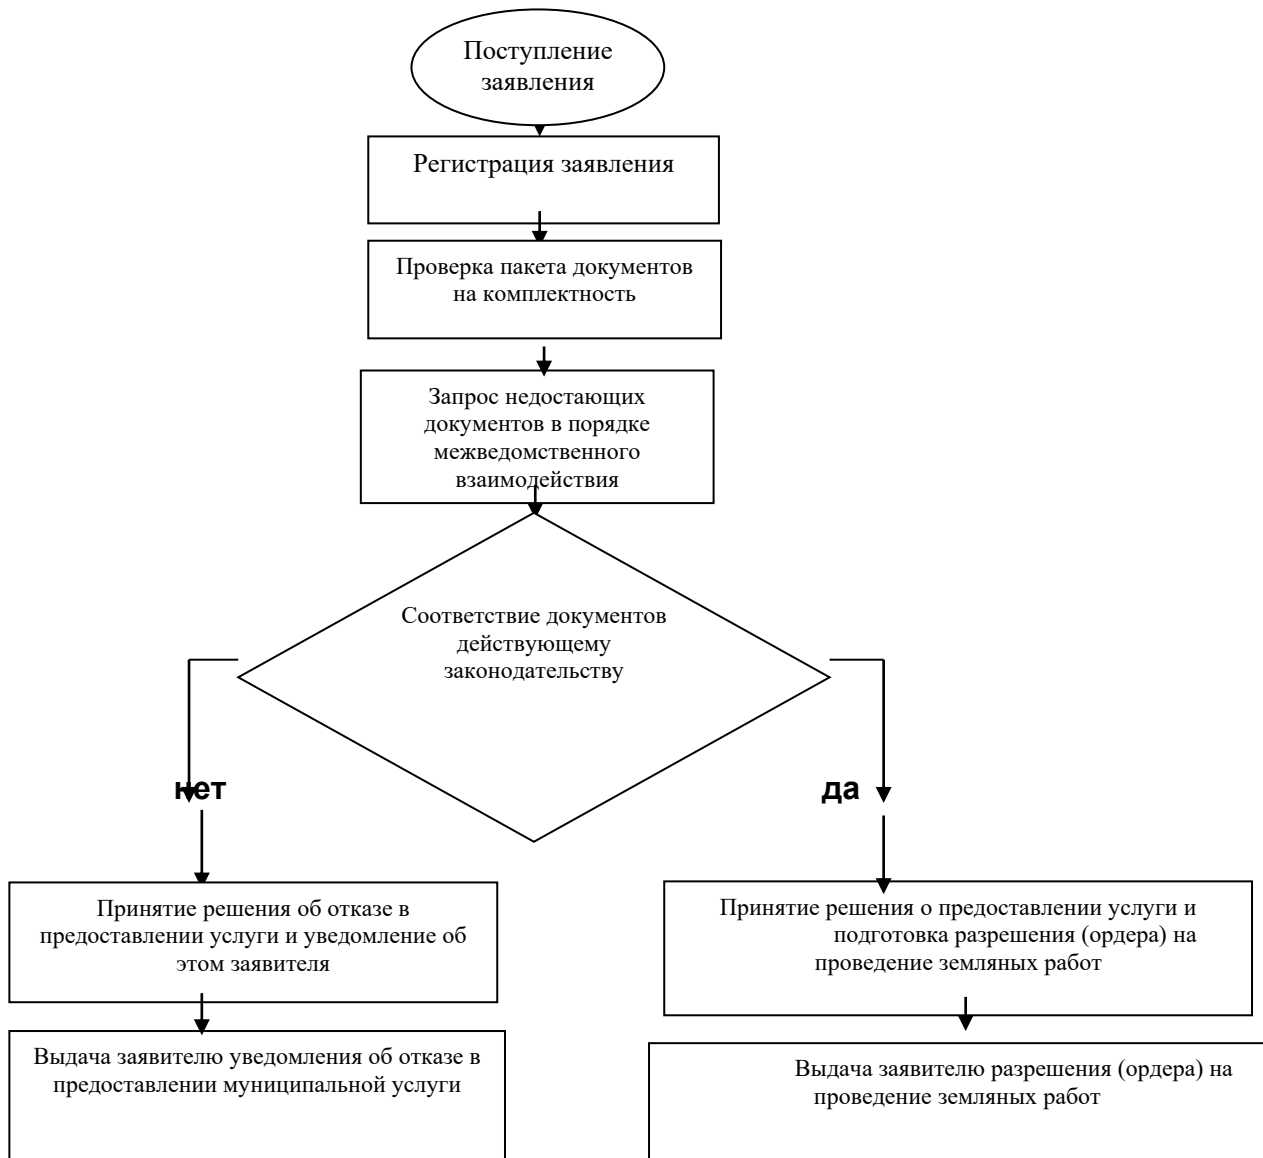 Поступление
заявления
Регистрация заявления
Проверка пакета документов
на комплектность
Запрос недостающих
документов в порядке
межведомственного
взаимодействия
Соответствие документов
действующему
законодательству
нет
да
Принятие решения об отказе в
предоставлении услуги и уведомление об
этом заявителя
Принятие решения о предоставлении услуги и
подготовка разрешения (ордера) на
проведение земляных работ
Выдача заявителю уведомления об отказе в
предоставлении муниципальной услуги
Выдача заявителю разрешения (ордера) на
проведение земляных работ